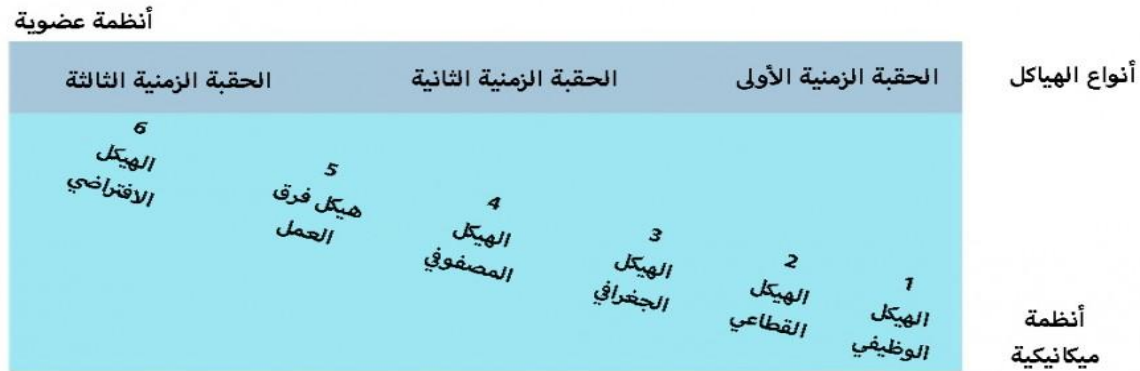 أنظمة عضوية
أنواع الهياكل
الحقبة الزمنية الأولى
الحقبة الزمنية الثانية
الحقبة الزمنية الثالثة
1
الهيكل
الوظيفي
2
الهيكل
القطاعي
3
الهيكل
الجغرافي
4
الهيكل
المصفوفي
5
هيكل فرق
العمل
6
الهيكل
الافتراضي
أنظمة
ميكانيكية